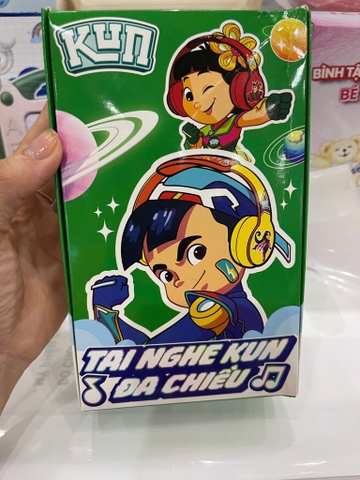 KUN
BÌNH TẬ
BÉ
TAI NGHE KUN
ĐA CHIỀU